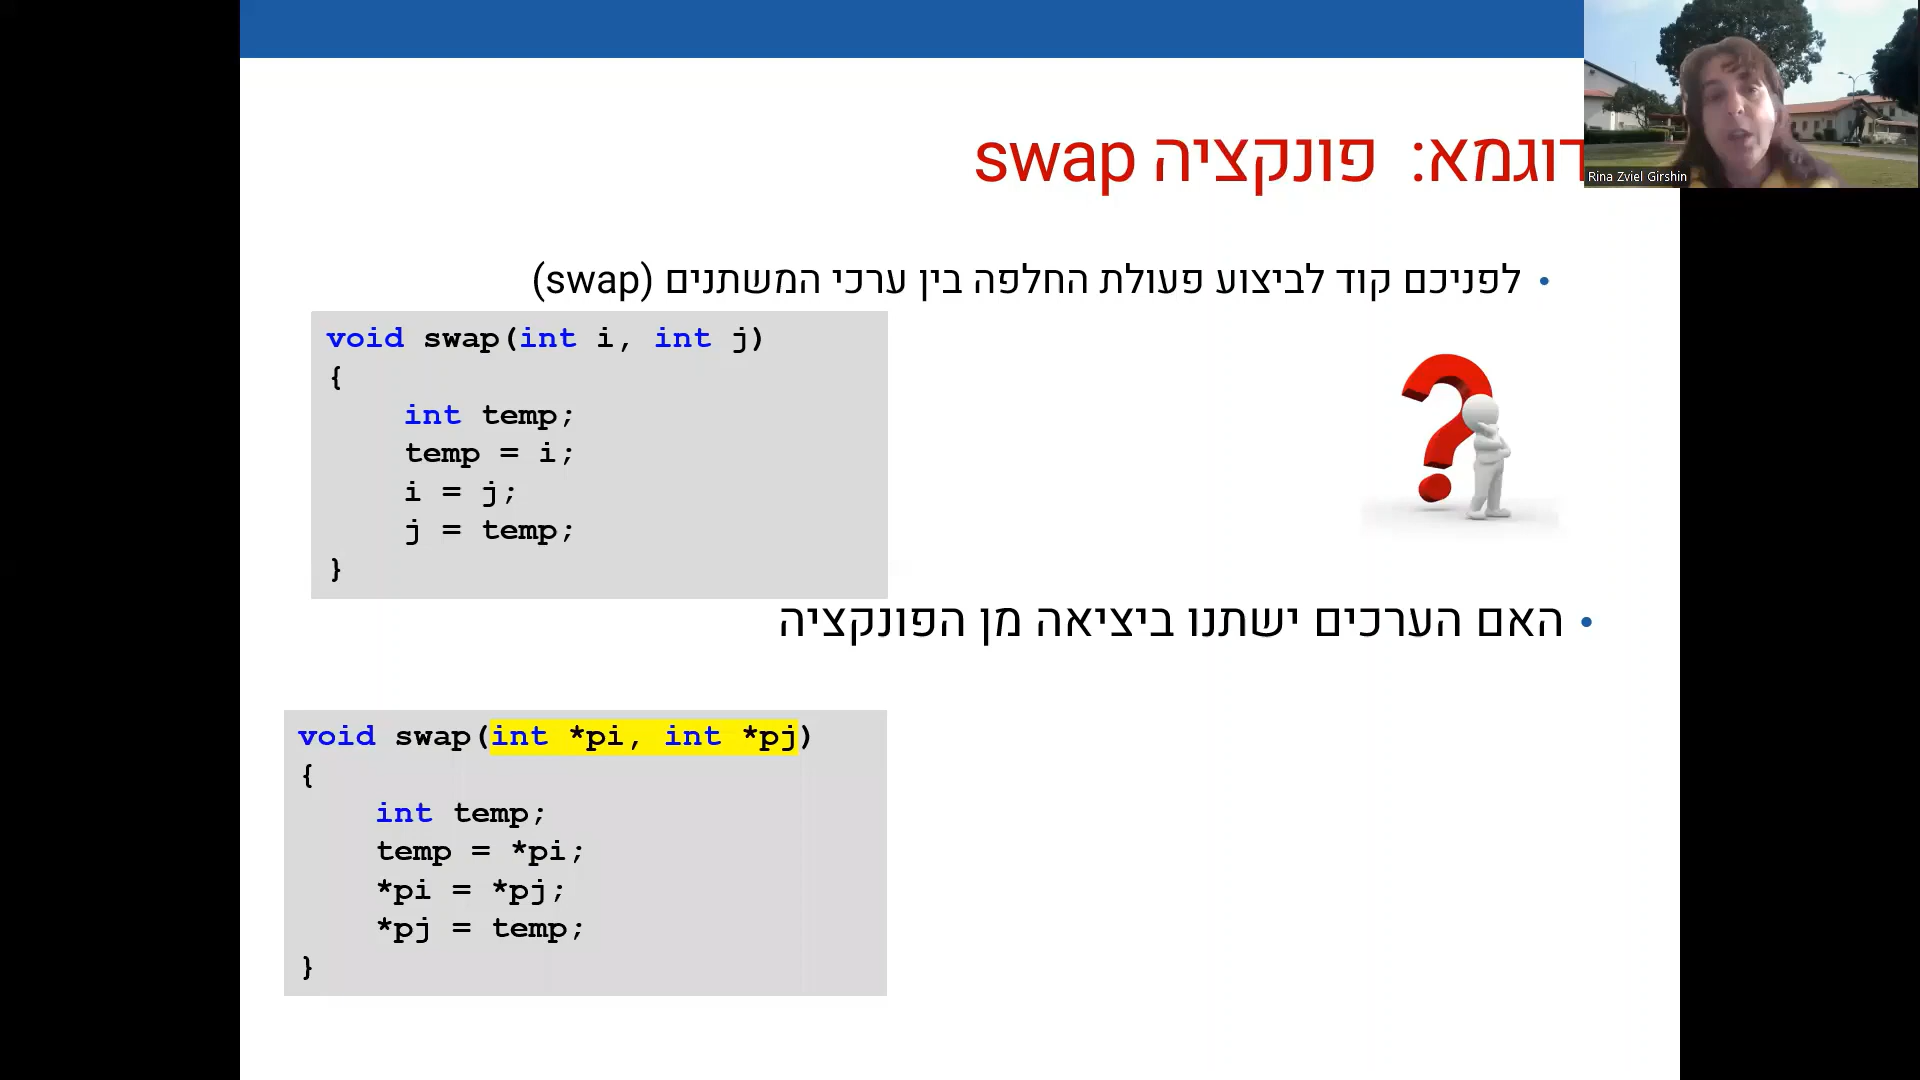 דוגמא: פונקציה swap
Rina Zviel Girshin
• לפניכם קוד לביצוע פעולת החלפה בין ערכי המשתנים (swap)
void swap(int i, int j)
{
int temp;
temp = i;
i = j;
j = temp;
}
• האם הערכים ישתנו ביציאה מן הפונקציה
void swap(int *pi, int *pj)
{
int temp;
temp = *pi;
*pi = *pj;
*pj = temp;
}